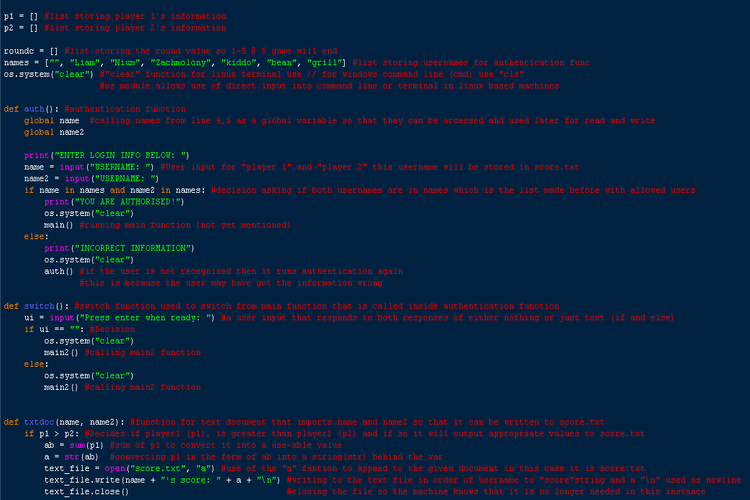 p1 = [] #list storing player 1's information
p2 = [] #list storing player 2's information
roundc = [] #list storing the round value so 1-5 @ 5 game will end
names = ["", "Liam", "Nium", "Zachmolony", "kiddo", "bean", "grill"] #list storing usernames for authentication func
os.system("clear") #"clear" function for linux terminal use // for windows command line (cmd) use "cls"
#os module allows use of direct input into command line or terminal in linux based machines
def auth(): #authentication function
global name #calling names from line 4,5 as a global variable so that they can be accessed and used later for read and write
global name2
print("ENTER LOGIN INFO BELOW: ")
name = input("USERNAME: ") #User input for "player 1" and "player 2" this username will be stored in score.txt
name2 = input("USERNAME: ")
if name in names and name2 in names: #decision asking if both usernames are in names which is the list made before with allowed users
print("YOU ARE AUTHORISED!")
os.system("clear")
main() #running main function (not yet mentioned)
else:
print("INCORRECT INFORMATION")
os.system("clear")
auth() #if the user is not recognised then it runs authentication again
#this is because the user may have got the information wrong``
def switch(): #switch function used to switch from main function that is called inside authentication function
ui = input("Press enter when ready: ") #a user input that responds to both responses of either nothing or just text (if and else)
if ui == "": #Decision
os.system("clear")
main2() #calling main2 function
else:
os.system("clear")
main2() #calling main2 function
def txtdoc(name, name2): #function for text document that imports name and name2 so that it can be written to score.txt
if p1 > p2: #Decides if player1 (p1), is greater than player2 (p2) and if so it will output appropriate values to score.txt
ab = sum(p1) #sum of p1 to convert it into a use-able value
a = str(ab) #converting p1 in the form of ab into a string(str) behind the var
text_file = open("score.txt", "a") #use of the "a" funtion to append to the given document in this case it is score.txt
text_file.write(name + "'s score: " + a + "\n") #writing to the text file in order of username to "score"string and a "\n" used as newline
text_file.close() #closing the file so the machine knows that it is no longer needed in this instance